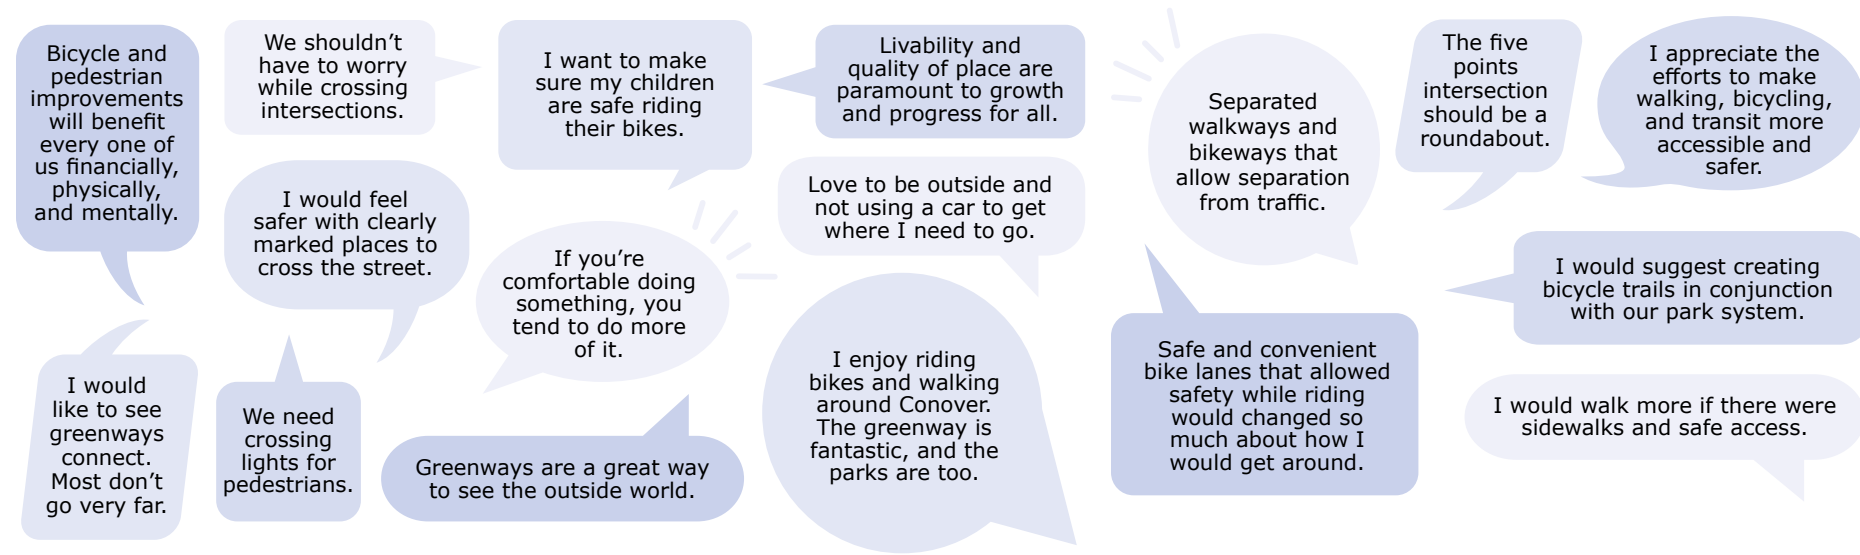 Bicycle and
pedestrian
improvements
will benefit
every one of
us financially,
physically,
and mentally.
We shouldn’t
have to worry
while crossing
intersections.
I want to make
sure my children
are safe riding
their bikes.
Livability and
quality of place are
paramount to growth
and progress for all.
Separated
walkways and
bikeways that
allow separation
from traffic.
The five
points
intersection
should be a
roundabout.
I appreciate the
efforts to make
walking, bicycling,
and transit more
accessible and
safer.
I would feel
safer with clearly
marked places to
cross the street.
If you’re
comfortable doing
something, you
tend to do more
of it.
Love to be outside and
not using a car to get
where I need to go.
I would suggest creating
bicycle trails in conjunction
with our park system.
I would
like to see
greenways
connect.
Most don’t
go very far.
We need
crossing
lights for
pedestrians.
Greenways are a great way
to see the outside world.
I enjoy riding
bikes and walking
around Conover.
The greenway is
fantastic, and the
parks are too.
Safe and convenient
bike lanes that allowed
safety while riding
would changed so
much about how I
would get around.
I would walk more if there were
sidewalks and safe access.